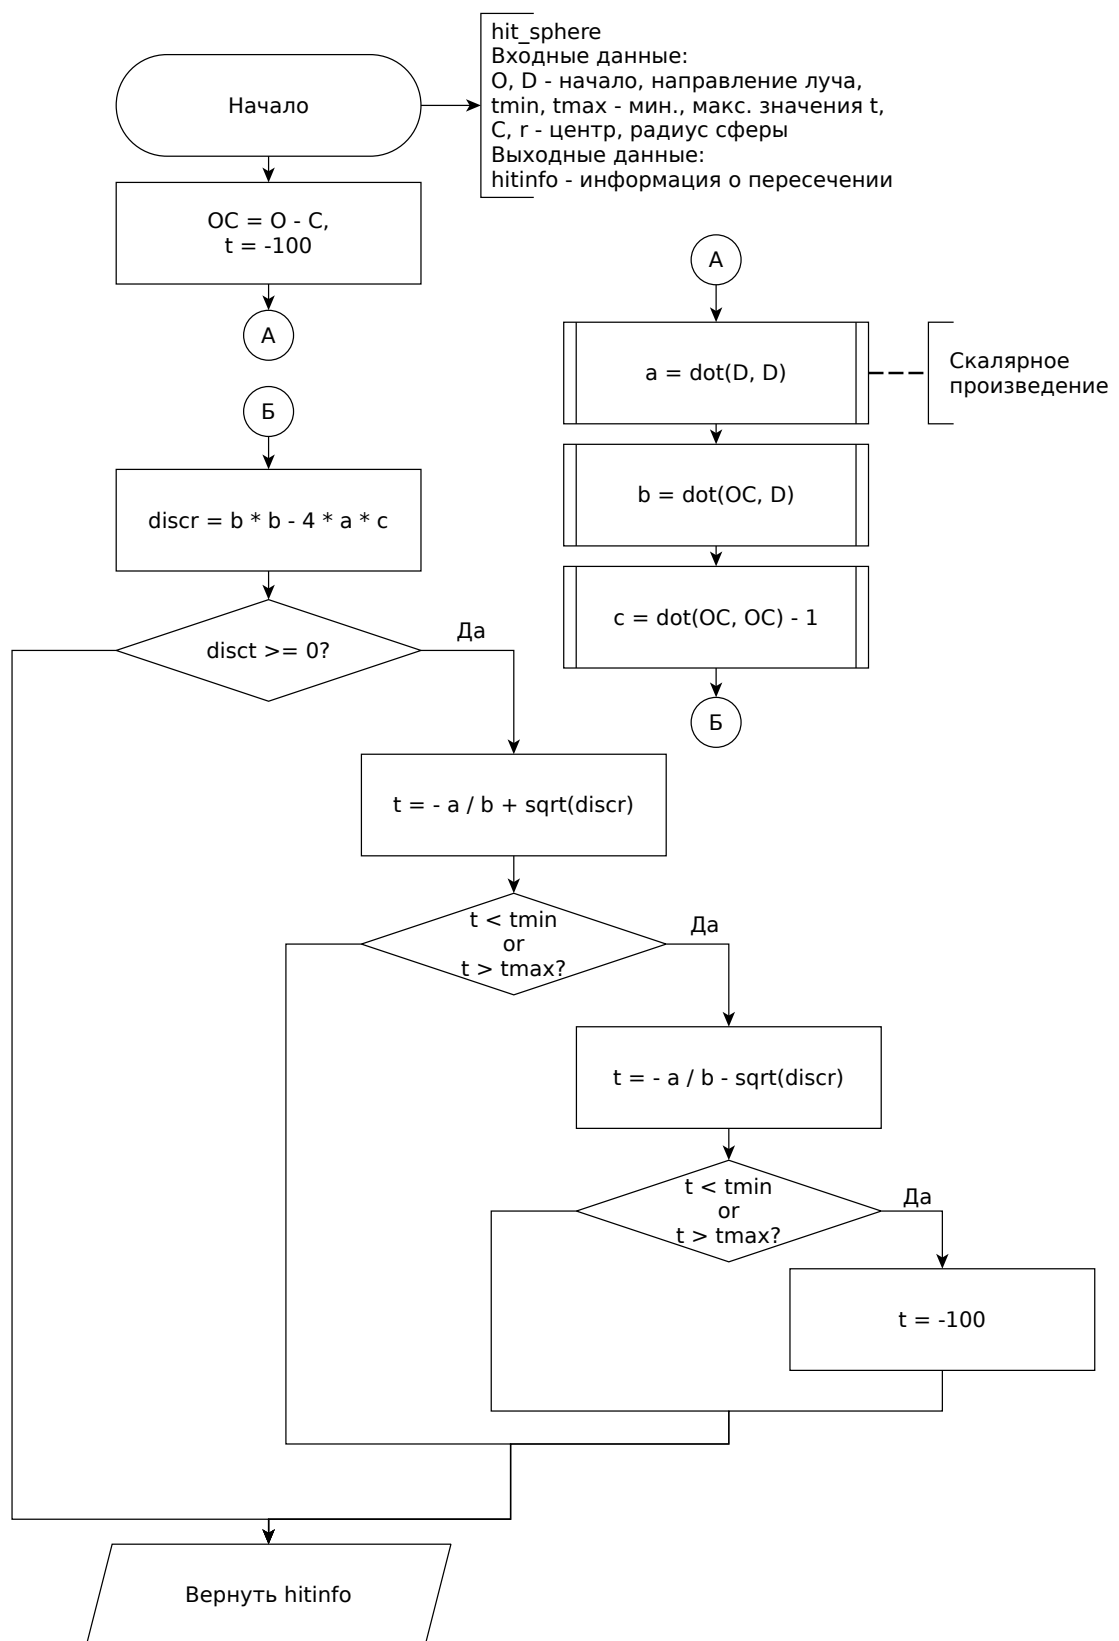 Начало
hit_sphere
Входные данные:
O, D - начало, направление луча,
tmin, tmax - мин., макс. значения t,
C, r - центр, радиус сферы
Выходные данные:
hitinfo - информация о пересечении
OC = O - C,
t = -100
А
А
a = dot(D, D)
Скалярное
произведение
b = dot(OC, D)
c = dot(OC, OC) - 1
Б
Б
discr = b * b - 4 * a * c
disct >= 0?
Да
t = - a / b + sqrt(discr)
t < tmin
or
t > tmax?
Да
t = - a / b - sqrt(discr)
t < tmin
or
t > tmax?
Да
t = -100
Вернуть hitinfo